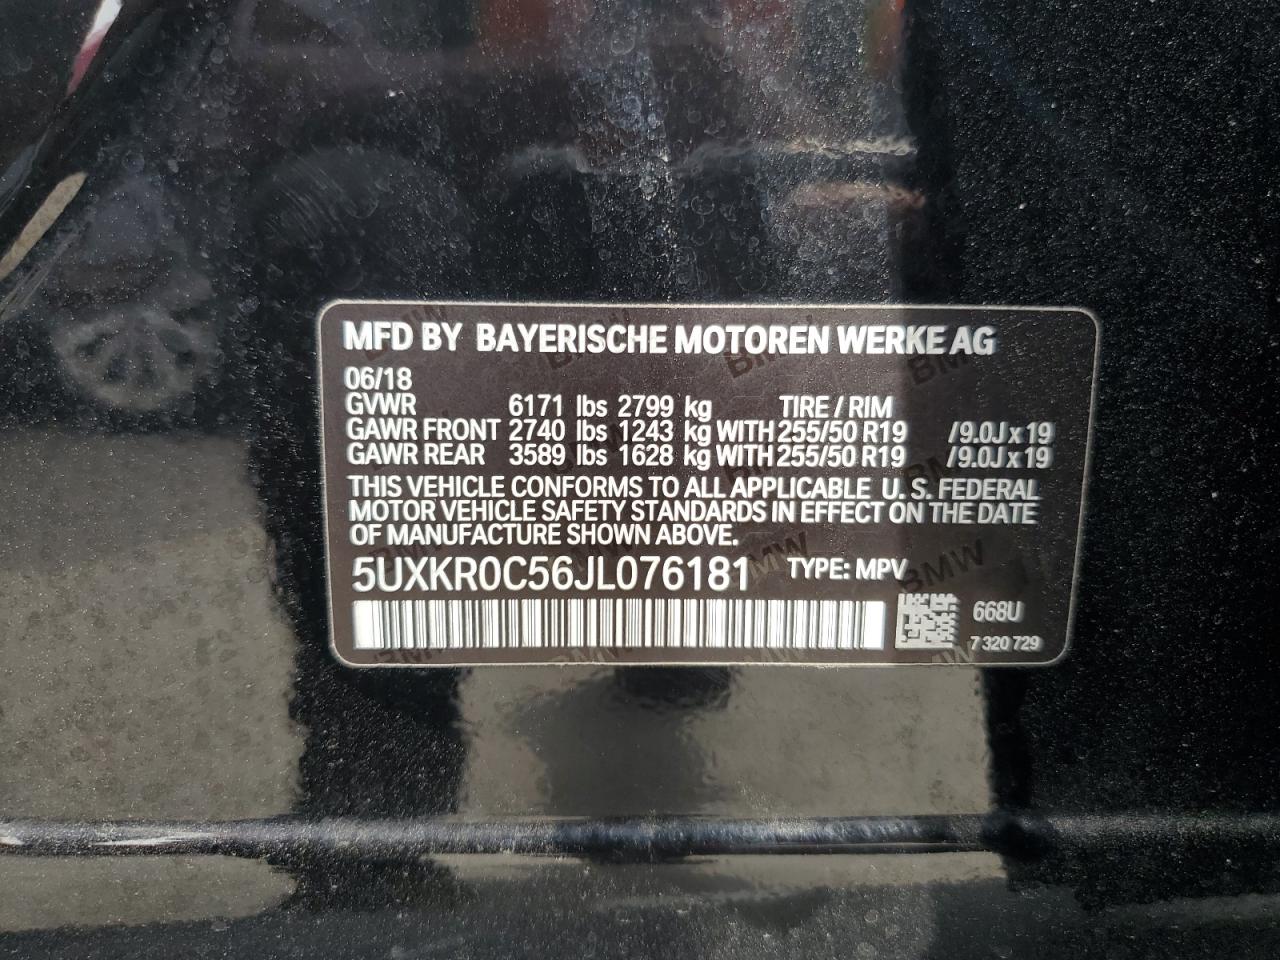 MFD BY BAYERISCHE MOTOREN WERKE AG
06/18
GVWR 6171 lbs 2799 kg TIRE / RIM
GAWR FRONT 2740 lbs 1243 kg WITH 255/50 R19 /9.0J x 19
GAWR REAR 3589 lbs 1628 kg WITH 255/50 R19 /9.0J x 19
THIS VEHICLE CONFORMS TO ALL APPLICABLE U. S. FEDERAL
MOTOR VEHICLE SAFETY STANDARDS IN EFFECT ON THE DATE
OF MANUFACTURE SHOWN ABOVE.
5UXKR0C56JL076181 TYPE: MPV
668U
7 320 729